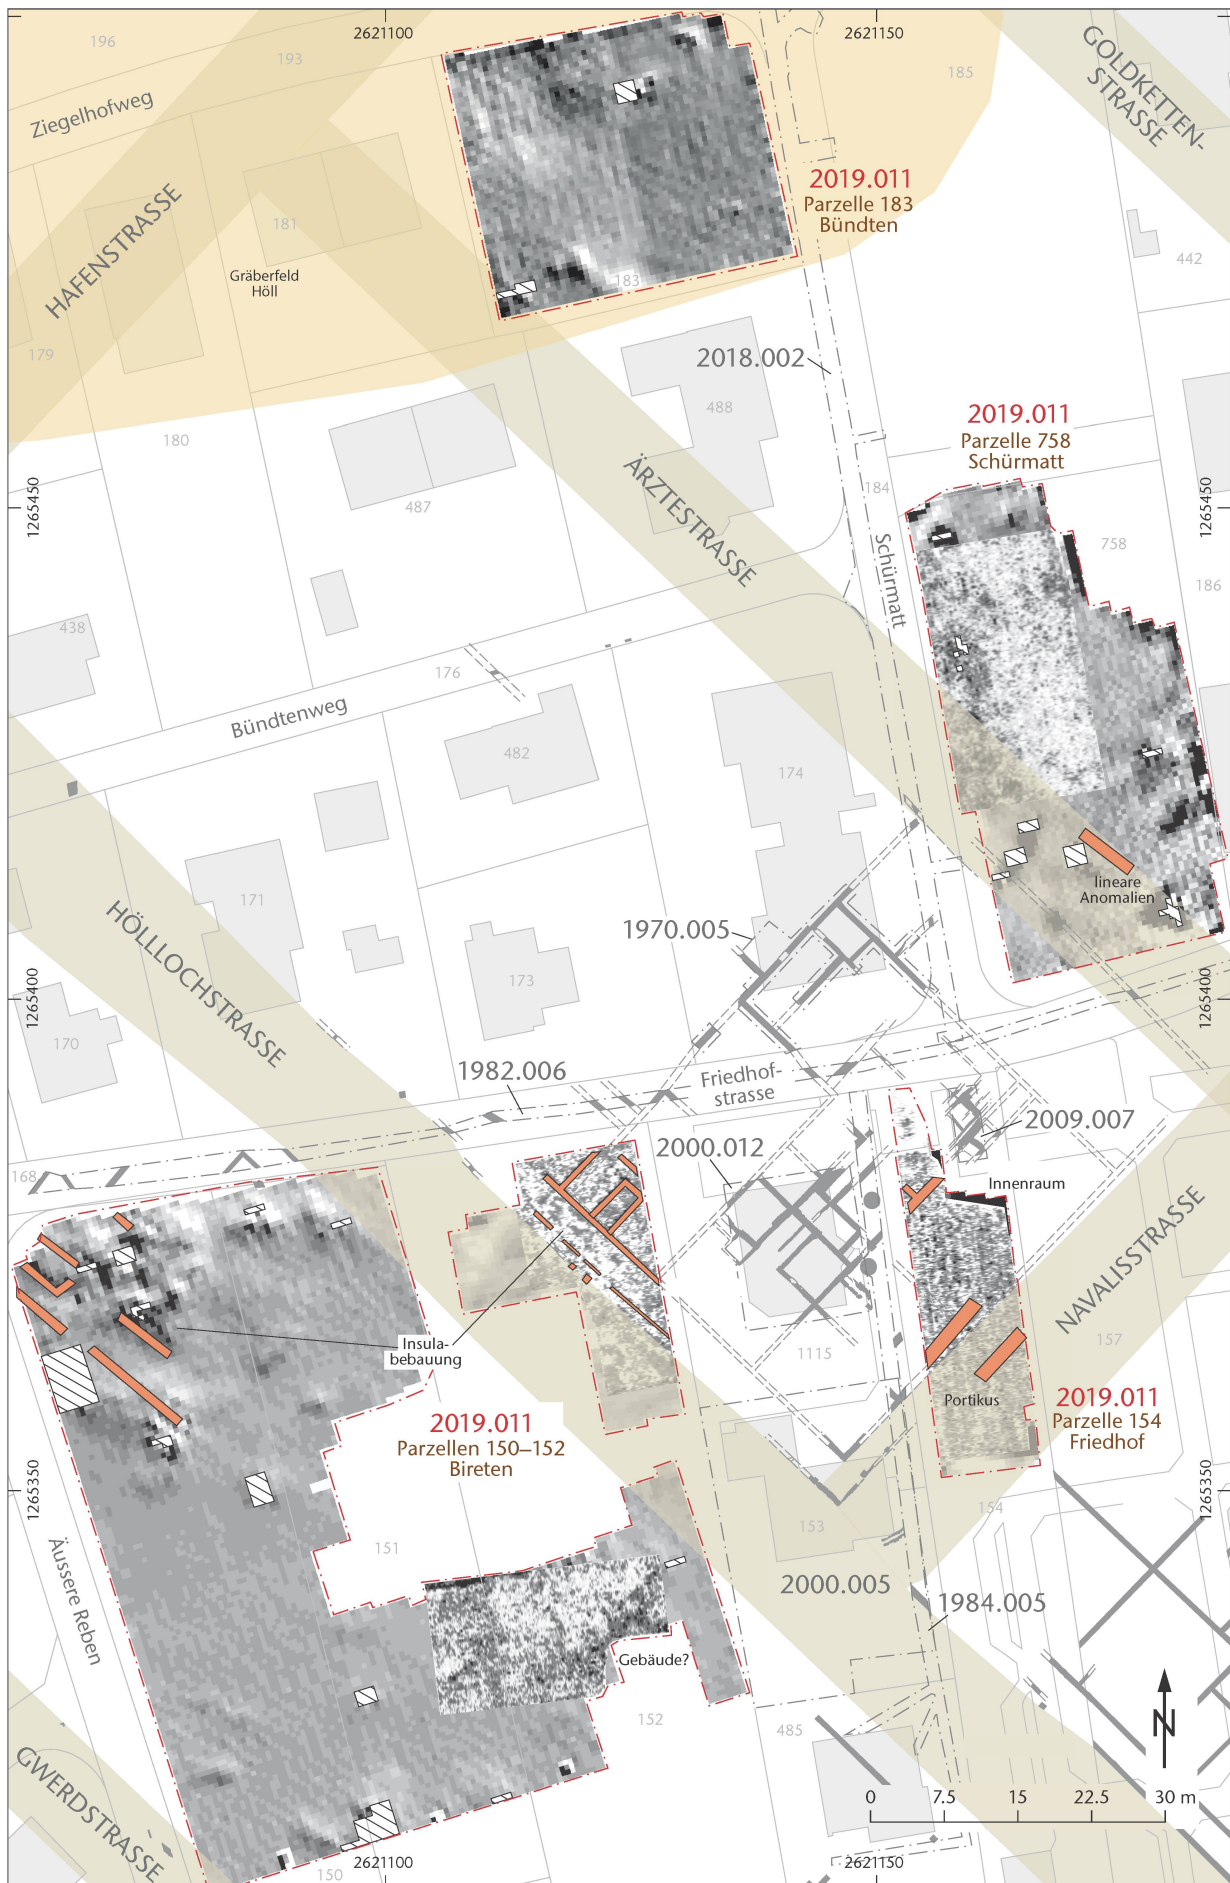 2621100
2621150
196
193
185
Ziegelhofweg
GOLDKETTEN-
STRASSE
2019.011
Parzelle 183
Bündten
HAFENSTRASSE
181
Gräberfeld
Höll
183
442
179
2018.002
488
2019.011
Parzelle 758
Schürmatt
180
487
184
1265450
1265450
ÄRZTESTRASSE
Schürmatt
758
186
438
176
Bündtenweg
482
174
171
lineare
Anomalien
HÖLLLOCHSTRASSE
1970.005
173
1265400
1265400
170
1982.006
Friedhof-
strasse
2009.007
2000.012
168
Innenraum
NAVALISSTRASSE
Insula-
bebauung
1115
157
Portikus
2019.011
Parzelle 154
Friedhof
2019.011
Parzellen 150–152
Bireten
1265350
1265350
154
153
151
Äussere Reben
2000.005
1984.005
Gebäude?
152
485
N
GWERDSTRASSE
0 7.5 15 22.5 30 m
150
2621100
2621150